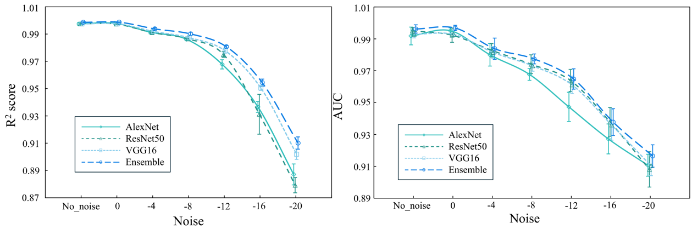 1.01
0.99
0.97
0.95
0.93
0.91
0.89
0.87
R² score
AlexNet
ResNet50
VGG16
Ensemble
No_noise 0 -4 -8 -12 -16 -20
Noise
1.01
0.99
0.97
0.95
0.93
0.91
0.89
AUC
AlexNet
ResNet50
VGG16
Ensemble
No_noise 0 -4 -8 -12 -16 -20
Noise